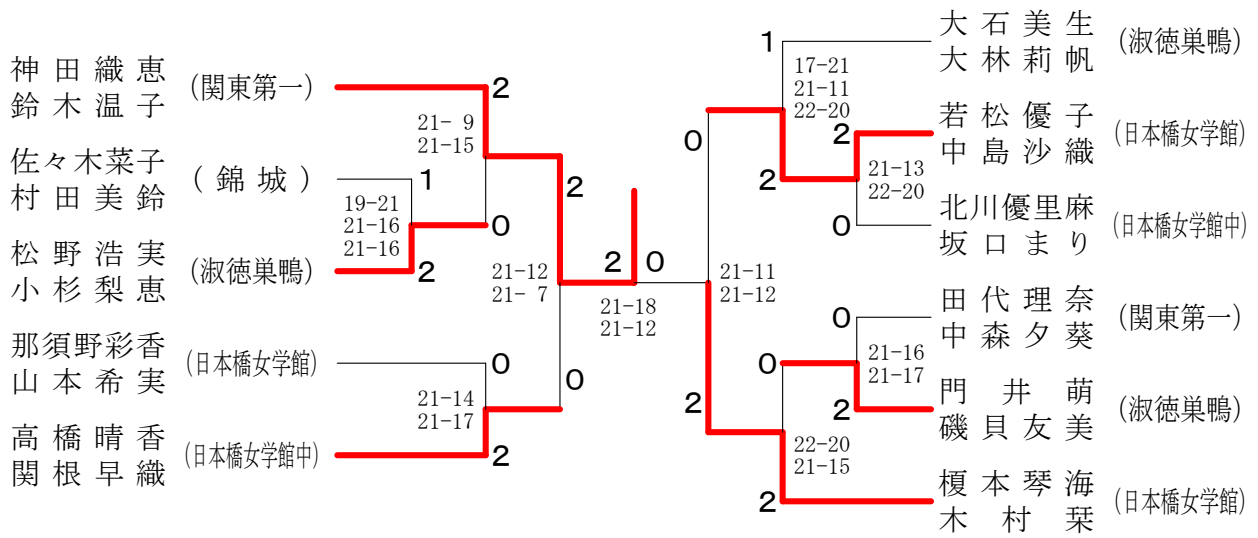 神田織恵
鈴木温子
(関東第一)
2
21- 9
21-15
佐々木菜子
村田美鈴
(錦城)
1
19-21
21-16
21-16
0
松野浩実
小杉梨恵
(淑徳巣鴨)
2
2
21-12
21- 7
那須野彩香
山本希実
(日本橋女学館)
0
0
21-14
21-17
高橋晴香
関根早織
(日本橋女学館中)
2
2
0
21-18
21-12
大石美生
大林莉帆
(淑徳巣鴨)
1
17-21
21-11
22-20
0
若松優子
中島沙織
(日本橋女学館)
2
2
21-13
22-20
北川優里麻
坂口まり
(日本橋女学館中)
0
21-11
21-12
田代理奈
中森夕葵
(関東第一)
0
0
21-16
21-17
門井萌
磯貝友美
(淑徳巣鴨)
2
2
22-20
21-15
榎本琴海
木村栞
(日本橋女学館)
2